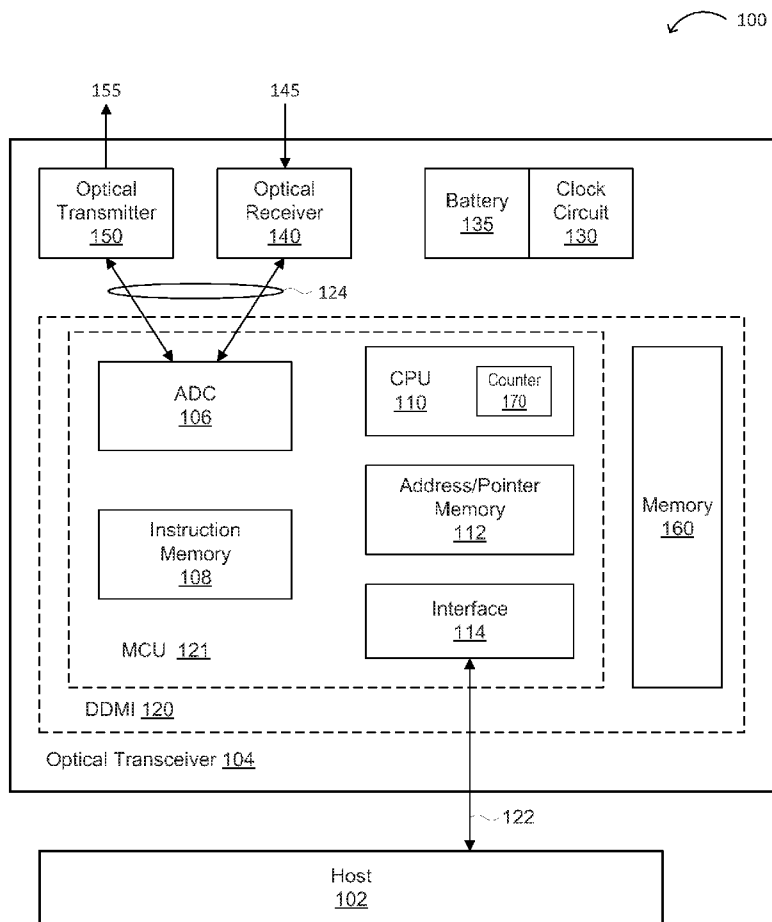 100
155
145
Optical
Transmitter
150
Optical
Receiver
140
Battery
135
Clock
Circuit
130
124
ADC
106
CPU
110
Counter
170
Address/Pointer
Memory
112
Memory
160
Instruction
Memory
108
Interface
114
MCU 121
DDMI 120
Optical Transceiver 104
122
Host
102